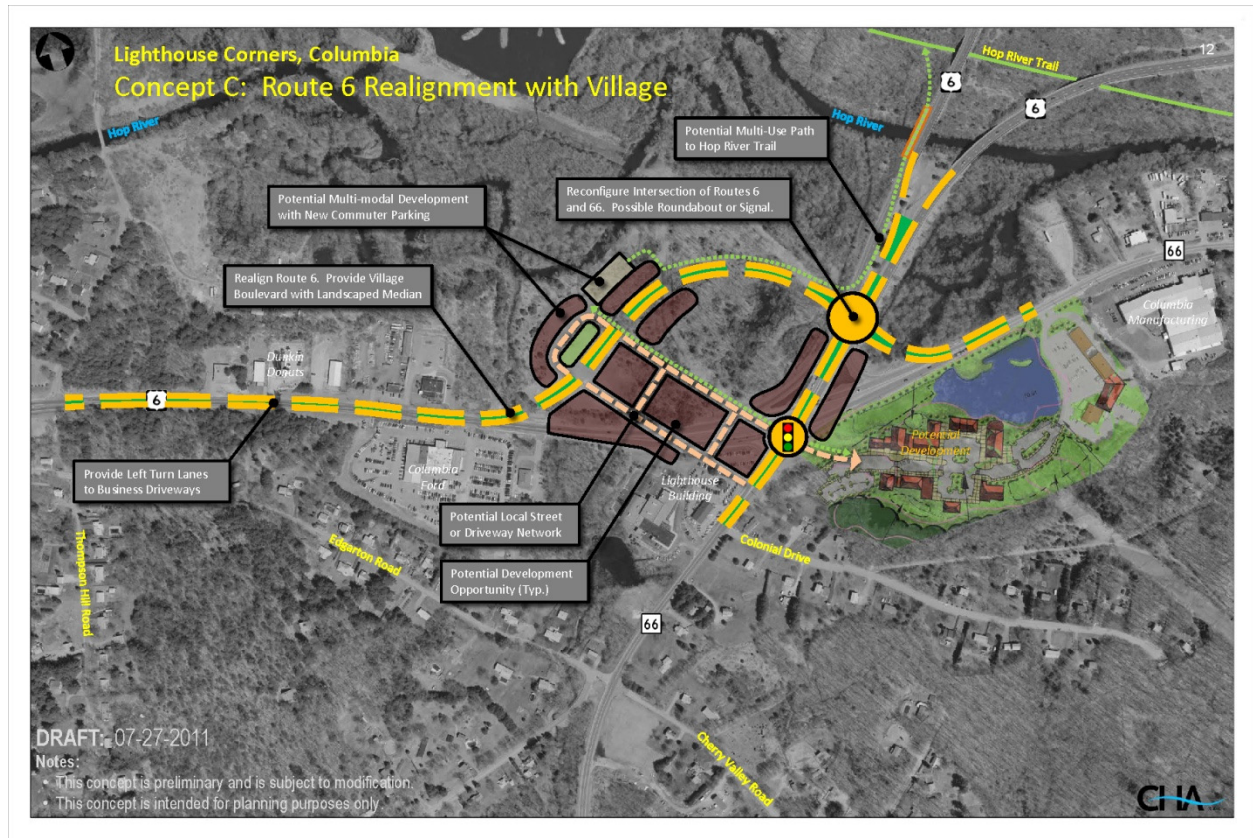 Lighthouse Corners, Columbia
12
Concept C: Route 6 Realignment with Village
Hop River Trail
6
6
Hop River
Hop River
Potential Multi-Use Path
to Hop River Trail
Potential Multi-modal Development
with New Commuter Parking
Reconfigure Intersection of Routes 6
and 66. Possible Roundabout or Signal.
66
Realign Route 6. Provide Village
Boulevard with Landscaped Median
Columbia
Manufacturing
Dunkin
Donuts
6
Potential
Development
Provide Left Turn Lanes
to Business Driveways
Columbia
Ford
Lighthouse
Building
Potential Local Street
or Driveway Network
Colonial Drive
Edgarton Road
Thompson Hill Road
Potential Development
Opportunity (Typ.)
66
Cherry Valley Road
DRAFT: 07-27-2011
Notes:
• This concept is preliminary and is subject to modification.
• This concept is intended for planning purposes only.
CHA